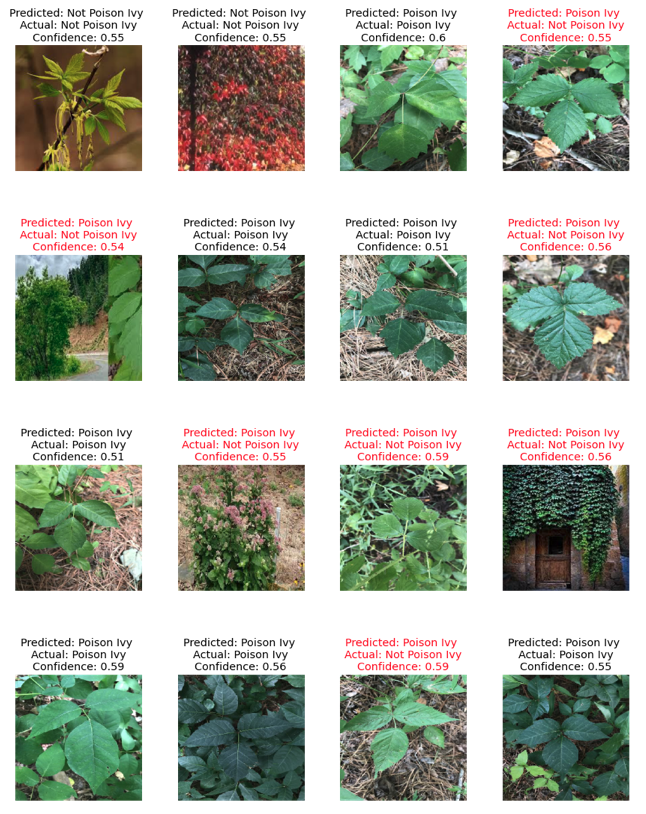 Predicted: Not Poison Ivy
Actual: Not Poison Ivy
Confidence: 0.55
Predicted: Not Poison Ivy
Actual: Not Poison Ivy
Confidence: 0.55
Predicted: Poison Ivy
Actual: Poison Ivy
Confidence: 0.6
Predicted: Poison Ivy
Actual: Not Poison Ivy
Confidence: 0.55
Predicted: Poison Ivy
Actual: Not Poison Ivy
Confidence: 0.54
Predicted: Poison Ivy
Actual: Poison Ivy
Confidence: 0.54
Predicted: Poison Ivy
Actual: Poison Ivy
Confidence: 0.51
Predicted: Poison Ivy
Actual: Not Poison Ivy
Confidence: 0.56
Predicted: Poison Ivy
Actual: Poison Ivy
Confidence: 0.51
Predicted: Poison Ivy
Actual: Not Poison Ivy
Confidence: 0.55
Predicted: Poison Ivy
Actual: Not Poison Ivy
Confidence: 0.59
Predicted: Poison Ivy
Actual: Not Poison Ivy
Confidence: 0.56
Predicted: Poison Ivy
Actual: Poison Ivy
Confidence: 0.59
Predicted: Poison Ivy
Actual: Poison Ivy
Confidence: 0.56
Predicted: Poison Ivy
Actual: Not Poison Ivy
Confidence: 0.59
Predicted: Poison Ivy
Actual: Poison Ivy
Confidence: 0.55